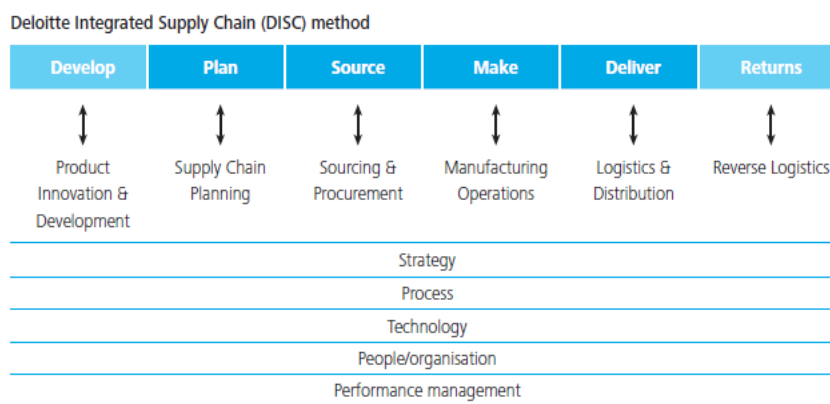 Deloitte Integrated Supply Chain (DISC) method
Develop Plan Source Make Deliver Returns
Product
Innovation &
Development
Supply Chain
Planning
Sourcing &
Procurement
Manufacturing
Operations
Logistics &
Distribution
Reverse Logistics
Strategy
Process
Technology
People/organisation
Performance management